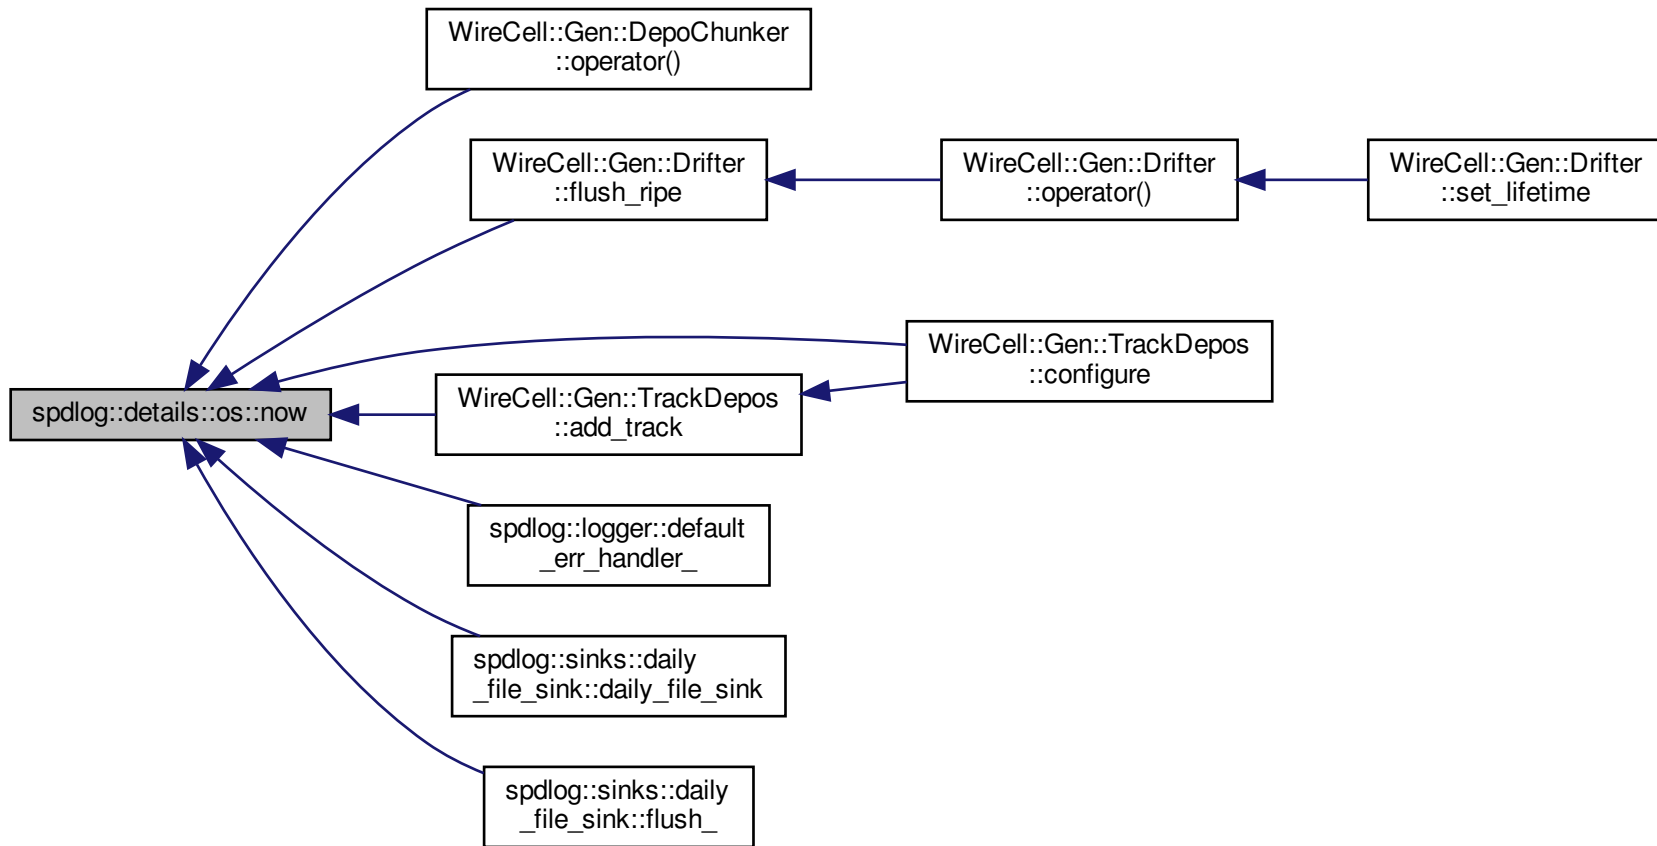 WireCell::Gen::DepoChunker
::operator()
WireCell::Gen::Drifter
::flush_ripe
WireCell::Gen::Drifter
::operator()
WireCell::Gen::Drifter
::set_lifetime
WireCell::Gen::TrackDepos
::configure
spdlog::details::os::now
WireCell::Gen::TrackDepos
::add_track
spdlog::logger::default
_err_handler_
spdlog::sinks::daily
_file_sink::daily_file_sink
spdlog::sinks::daily
_file_sink::flush_